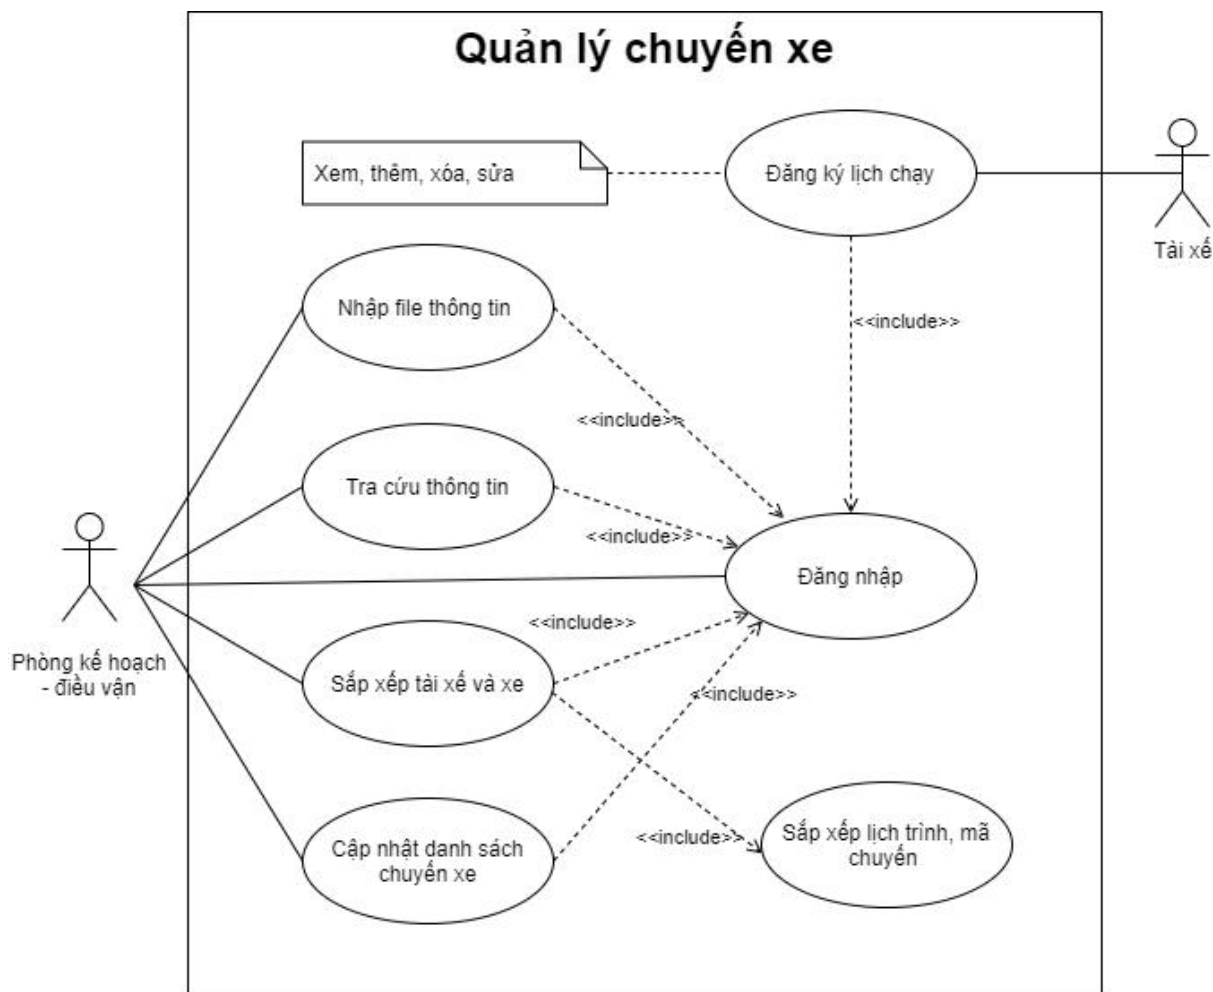 Quản lý chuyến xe
Xem, thêm, xóa, sửa
Đăng ký lịch chạy
Tài xế
Nhập file thông tin
<<include>>
<<include>>
Tra cứu thông tin
<<include>>
Đăng nhập
Phòng kế hoạch
- điều vận
<<include>>
Sắp xếp tài xế và xe
<<include>>
Cập nhật danh sách
chuyến xe
<<include>>
Sắp xếp lịch trình, mã
chuyến